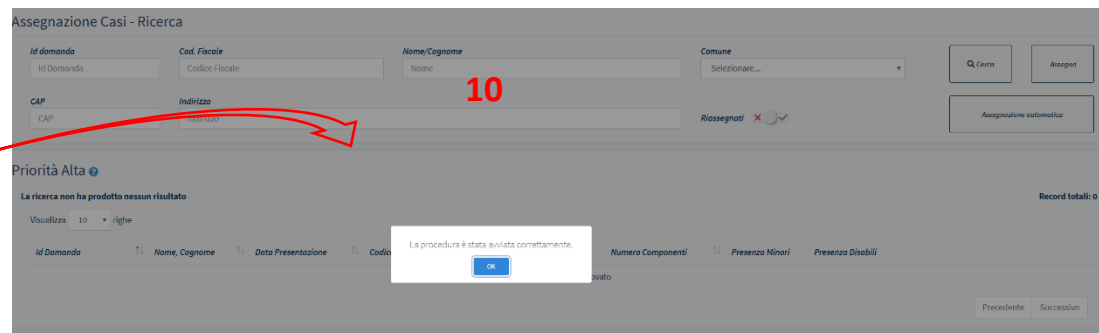 Assegnazione Casi - Ricerca
Id domanda Cod. Fiscale Nome/Cognome Comune
Id Domanda Codice Fiscale Nome Selezionare... Cerca Assegna
10
CAP Indirizzo
CAP Indirizzo Riassegnati Assegnazione automatica
Priorità Alta
La ricerca non ha prodotto nessun risultato Record totali: 0
Visualizza 10 righe
La procedura è stata avviata correttamente.
Id Domanda Nome, Cognome Data Presentazione Codic Numero Componenti Presenza Minori Presenza Disabili
OK
ovato
Precedente Successivo